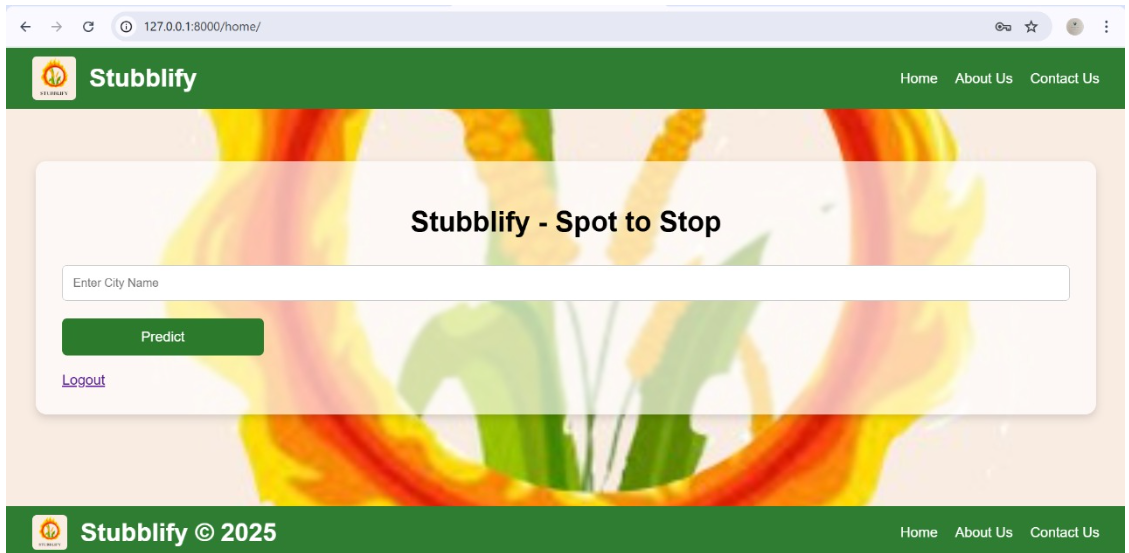 127.0.0.1:8000/home/
STUBBLIFY
Stubblify
Home About Us Contact Us
Stubblify - Spot to Stop
Enter City Name
Predict
Logout
Stubblify © 2025
Home About Us Contact Us